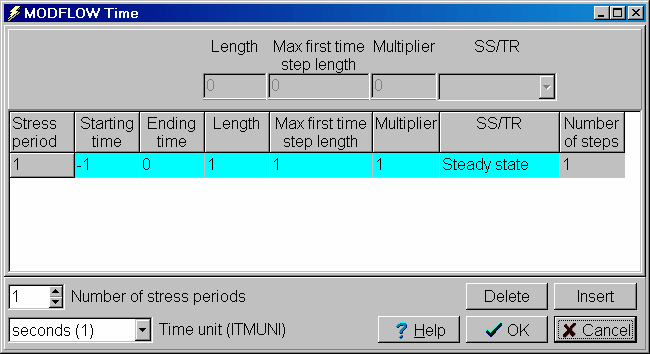 MODFLOW Time
Length Max first time step length Multiplier SS/TR
0 0 0
Stress period Starting time Ending time Length Max first time step length Multiplier SS/TR Number of steps
1 -1 0 1 1 1 Steady state 1
1 Number of stress periods Delete Insert
seconds (1) Time unit (ITMUNI) ? Help OK Cancel